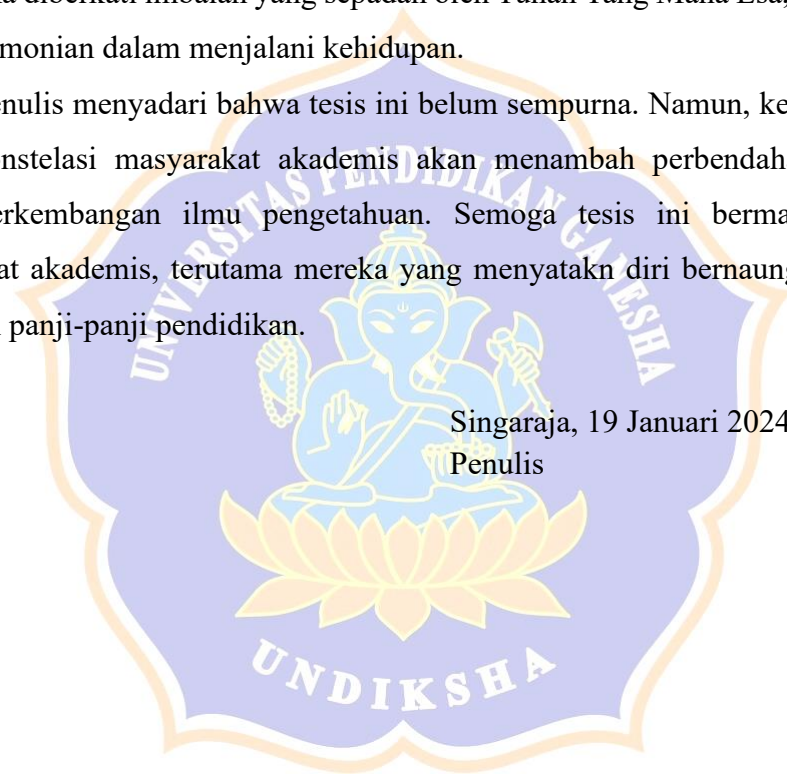 diberkati imbalan yang sepadan oleh Tuhan Yang Maha Esa,
monian dalam menjalani kehidupan.
enulis menyadari bahwa tesis ini belum sempurna. Namun, ke
onstelasi masyarakat akademis akan menambah perbendaha
erkembangan ilmu pengetahuan. Semoga tesis ini berma
at akademis, terutama mereka yang menyatakn diri bernaung
panji-panji pendidikan.
UNIVERSITAS PENDIDIKAN GANESHA
Singaraja, 19 Januari 2024
Penulis
UNDIKSHA